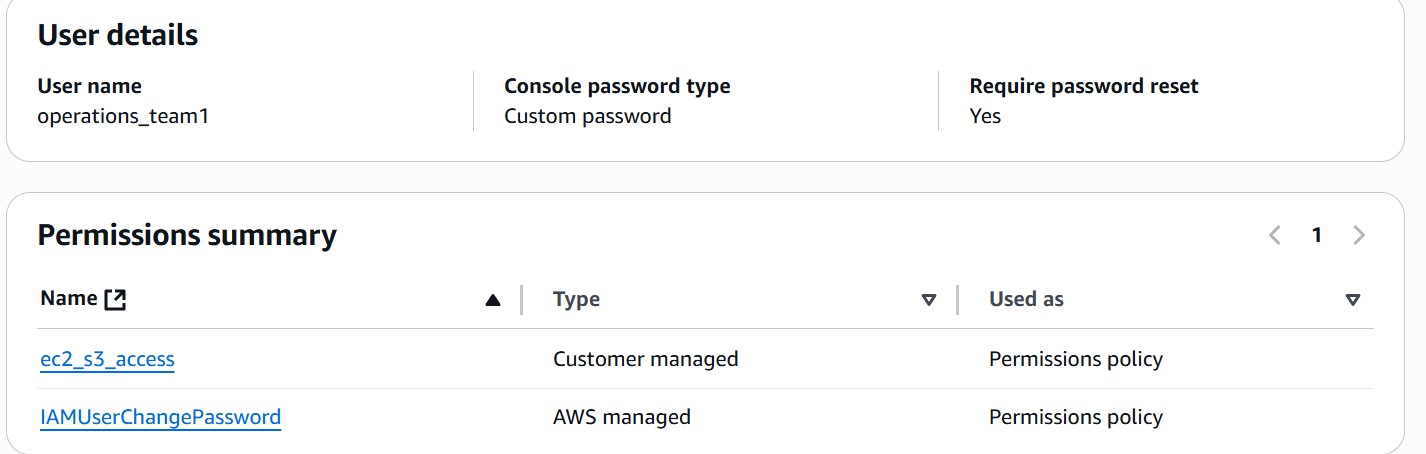 User details
User name
operations_team1
Console password type
Custom password
Require password reset
Yes
Permissions summary
1
Name Type Used as
ec2_s3_access Customer managed Permissions policy
IAMUserChangePassword AWS managed Permissions policy